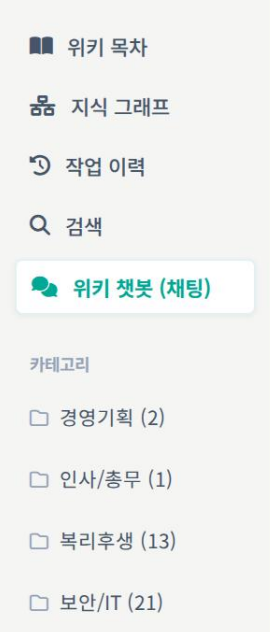 위키 목차
지식 그래프
작업 이력
검색
위키 챗봇 (채팅)
카테고리
경영기획 (2)
인사/총무 (1)
복리후생 (13)
보안/IT (21)